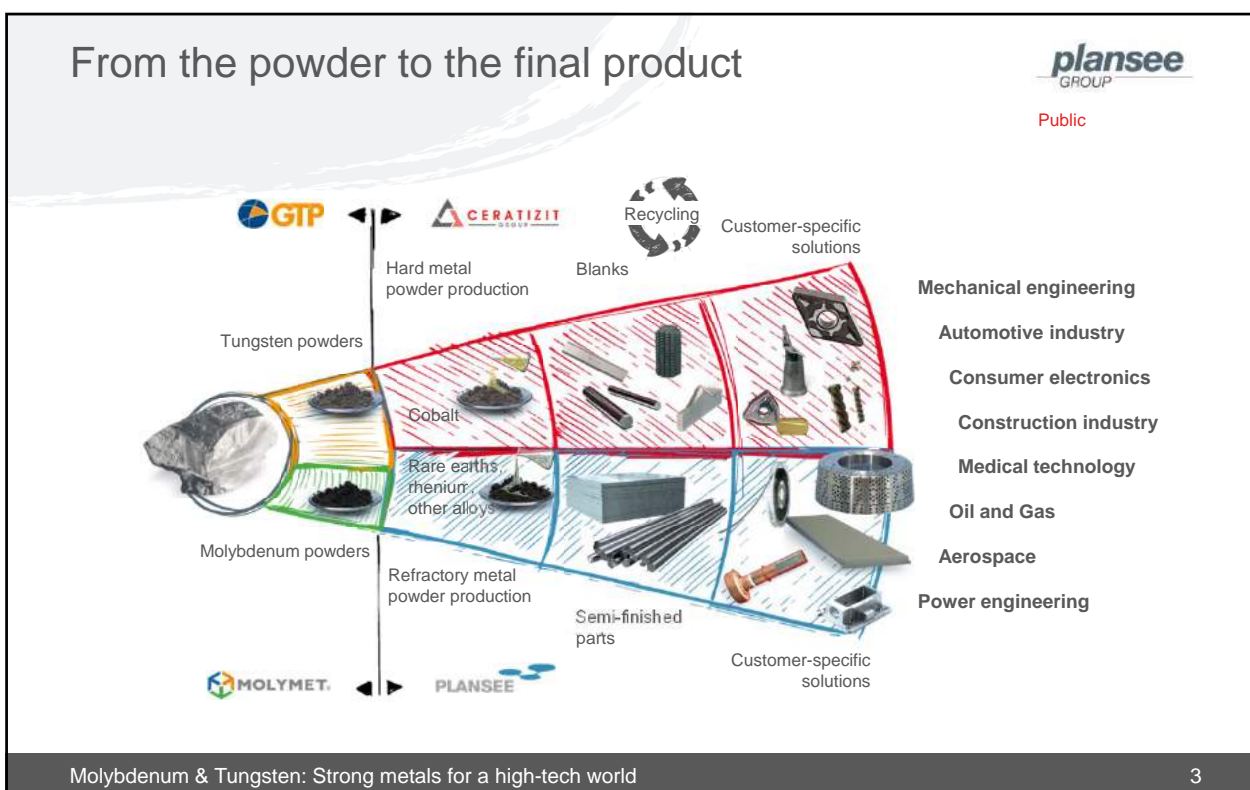 From the powder to the final product
plansee
GROUP
Public
GTP
CERATIZIT
GROUP
Recycling
Customer-specific
solutions
Hard metal
powder production
Blanks
Mechanical engineering
Tungsten powders
Automotive industry
Consumer electronics
Cobalt
Construction industry
Rare earths,
rhenium,
other alloys
Medical technology
Oil and Gas
Molybdenum powders
Aerospace
Refractory metal
powder production
Power engineering
Semi-finished
parts
Customer-specific
solutions
MOLYMET
PLANSEE
Molybdenum & Tungsten: Strong metals for a high-tech world
3